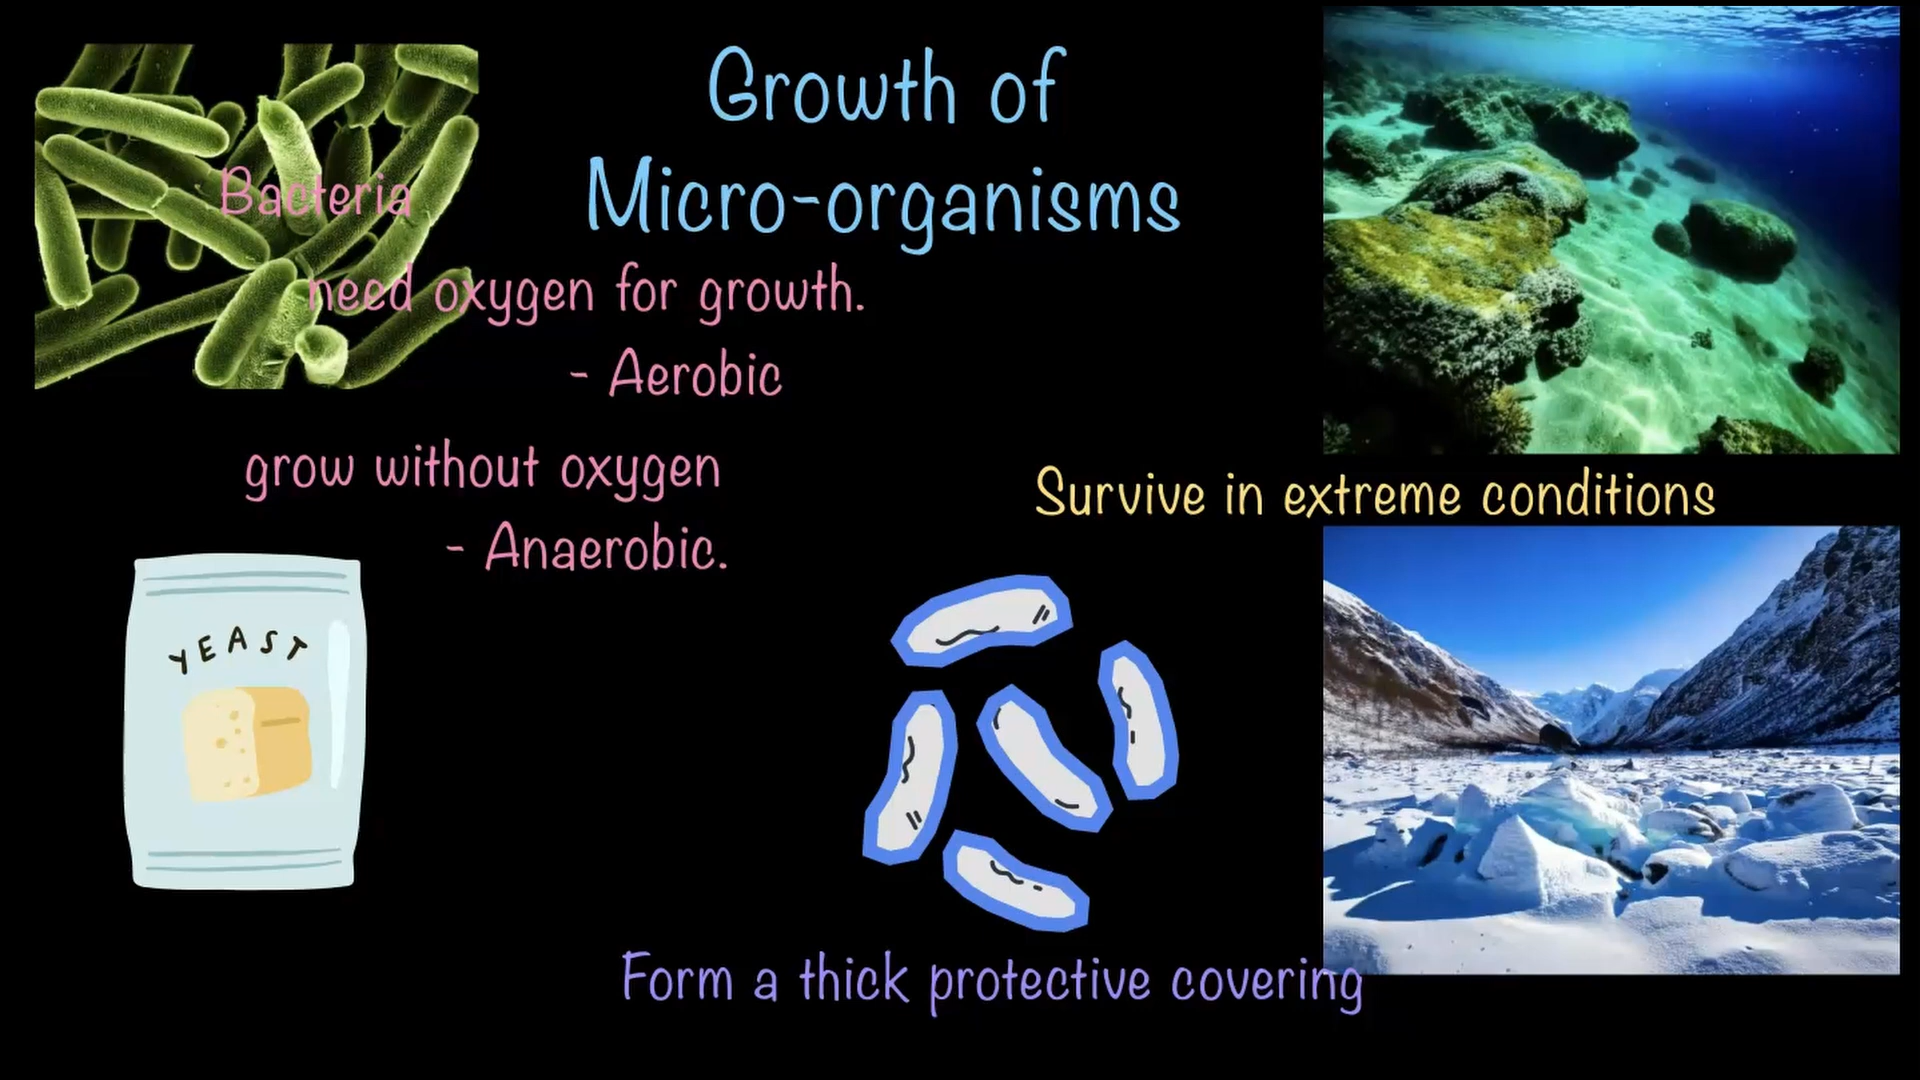 Growth of
Micro-organisms
Bacteria
need oxygen for growth.
- Aerobic
grow without oxygen
- Anaerobic.
Survive in extreme conditions
YEAST
Form a thick protective covering